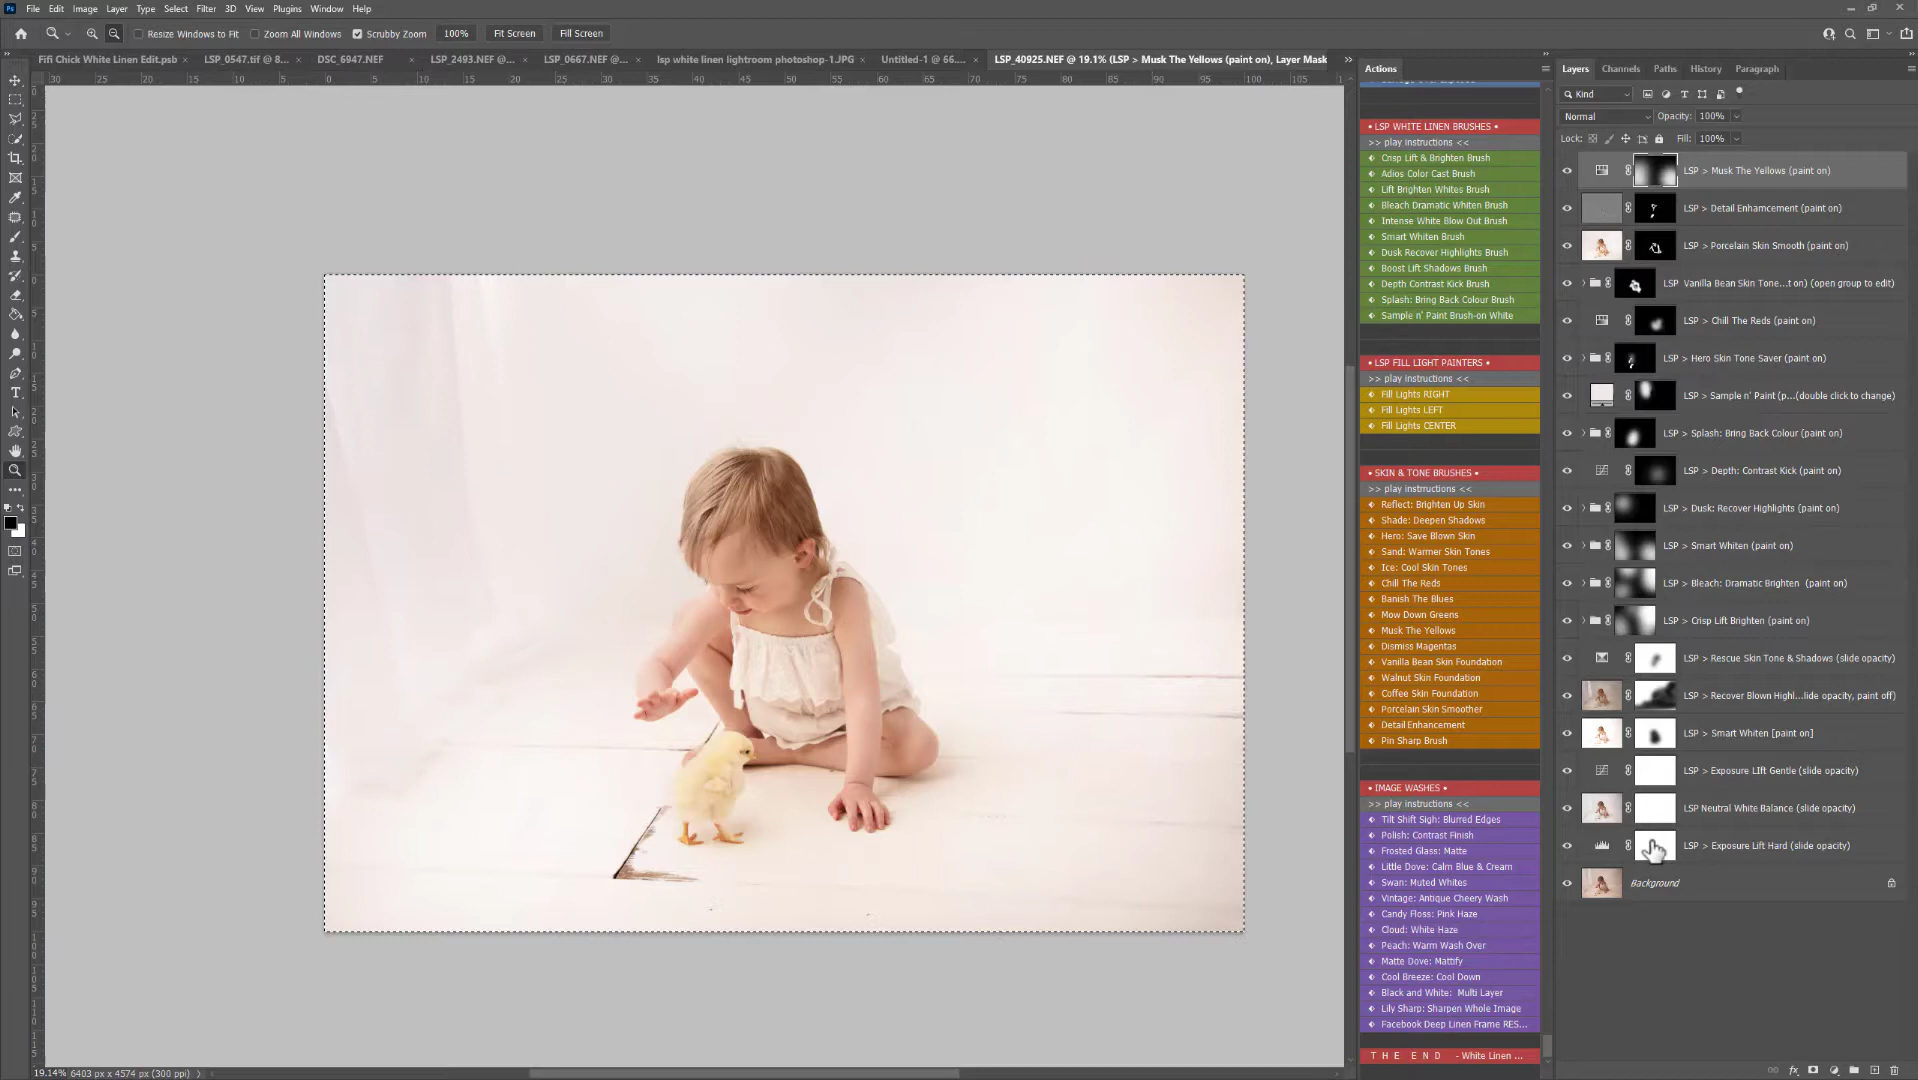 File Edit Image Layer Type Select Filter 3D View Plugins Window Help
Resize Windows to Fit Zoom All Windows Scrubby Zoom 100% Fit Screen Fill Screen
Fifi Chick White Linen Edit.psb × LSP_0547.tif @ 8... × DSC_6947.NEF × LSP_2493.NEF @... × LSP_0667.NEF @... × lsp white linen lightroom photoshop-1.JPG × Untitled-1 @ 66.... × LSP_40925.NEF @ 19.1% (LSP > Musk The Yellows (paint on), Layer Mask
Actions
• LSP WHITE LINEN BRUSHES •
>> play instructions <<
Crisp Lift & Brighten Brush
Adios Color Cast Brush
Lift Brighten Whites Brush
Bleach Dramatic Whiten Brush
Intense White Blow Out Brush
Smart Whiten Brush
Dusk Recover Highlights Brush
Boost Lift Shadows Brush
Depth Contrast Kick Brush
Splash: Bring Back Colour Brush
Sample n' Paint Brush-on White
• LSP FILL LIGHT PAINTERS •
>> play instructions <<
Fill Lights RIGHT
Fill Lights LEFT
Fill Lights CENTER
• SKIN & TONE BRUSHES •
>> play instrructions <<
Reflect: Brighten Up Skin
Shade: Deepen Shadows
Hero: Save Blown Skin
Sand: Warmer Skin Tones
Ice: Cool Skin Tones
Chill The Reds
Banish The Blues
Mow Down Greens
Musk The Yellows
Dismiss Magentas
Vanilla Bean Skin Foundation
Walnut Skin Foundation
Coffee Skin Foundation
Porcelain Skin Smoother
Detail Enhancement
Pin Sharp Brush
• IMAGE WASHES •
>> play instructions <<
Tilt Shift Sigh: Blurred Edges
Polish: Contrast Finish
Frosted Glass: Matte
Little Dove: Calm Blue & Cream
Swan: Muted Whites
Vintage: Antique Cheery Wash
Candy Floss: Pink Haze
Cloud: White Haze
Peach: Warm Wash Over
Matte Dove: Mattify
Cool Breeze: Cool Down
Black and White: Multi Layer
Lily Sharp: Sharpen Whole Image
Facebook Deep Linen Frame RES...
T H E E N D - White Linen ...
Layers Channels Paths History Paragraph
Kind
Normal Opacity: 100%
Lock: Fill: 100%
LSP > Musk The Yellows (paint on)
LSP > Detail Enhamcement (paint on)
LSP > Porcelain Skin Smooth (paint on)
LSP Vanilla Bean Skin Tone...t on) (open group to edit)
LSP > Chill The Reds (paint on)
LSP > Hero Skin Tone Saver (paint on)
LSP > Sample n' Paint (p...(double click to change)
LSP > Splash: Bring Back Colour (paint on)
LSP > Depth: Contrast Kick (paint on)
LSP > Dusk: Recover Highlights (paint on)
LSP > Smart Whiten (paint on)
LSP > Bleach: Dramatic Brighten (paint on)
LSP > Crisp Lift Brighten (paint on)
LSP > Rescue Skin Tone & Shadows (slide opacity)
LSP > Recover Blown Highl...lide opacity, paint off)
LSP > Smart Whiten [paint on]
LSP > Exposure LIft Gentle (slide opacity)
LSP Neutral White Balance (slide opacity)
LSP > Exposure Lift Hard (slide opacity)
Background
19.14% 6403 px x 4574 px (300 ppi)